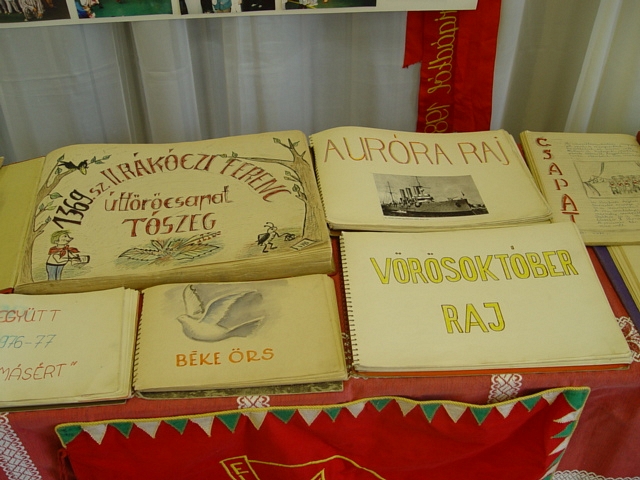 1369.sz. II. RÁKÓCZI FERENC
úttörőcsapat
TÓSZEG
AURÓRA RAJ
CSAPAT
VÖRÖSOKTÓBER
RAJ
BÉKE ŐRS
EGYÜTT
1976-77
MÁSÉRT"